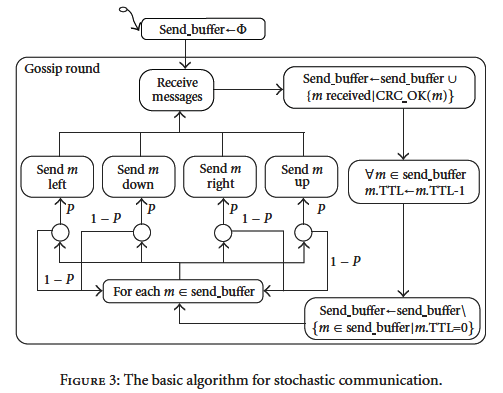 Send_buffer←Φ
Gossip round
Receive
messages
Send_buffer←send_buffer ∪
{m received|CRC_OK(m)}
Send m
left
Send m
down
Send m
right
Send m
up
∀m ∈ send_buffer
m.TTL←m.TTL-1
P
P
P
P
1 − P
1 − P
1 − P
1 − P
For each m ∈ send_buffer
Send_buffer←send_buffer\
{m ∈ send_buffer|m.TTL=0}
FIGURE 3: The basic algorithm for stochastic communication.